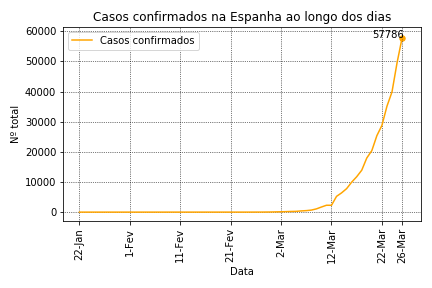 Casos confirmados na Espanha ao longo dos dias
57786
Casos confirmados
60000
50000
40000
30000
20000
10000
0
Nº total
22-Jan
1-Fev
11-Fev
21-Fev
2-Mar
12-Mar
22-Mar
26-Mar
Data